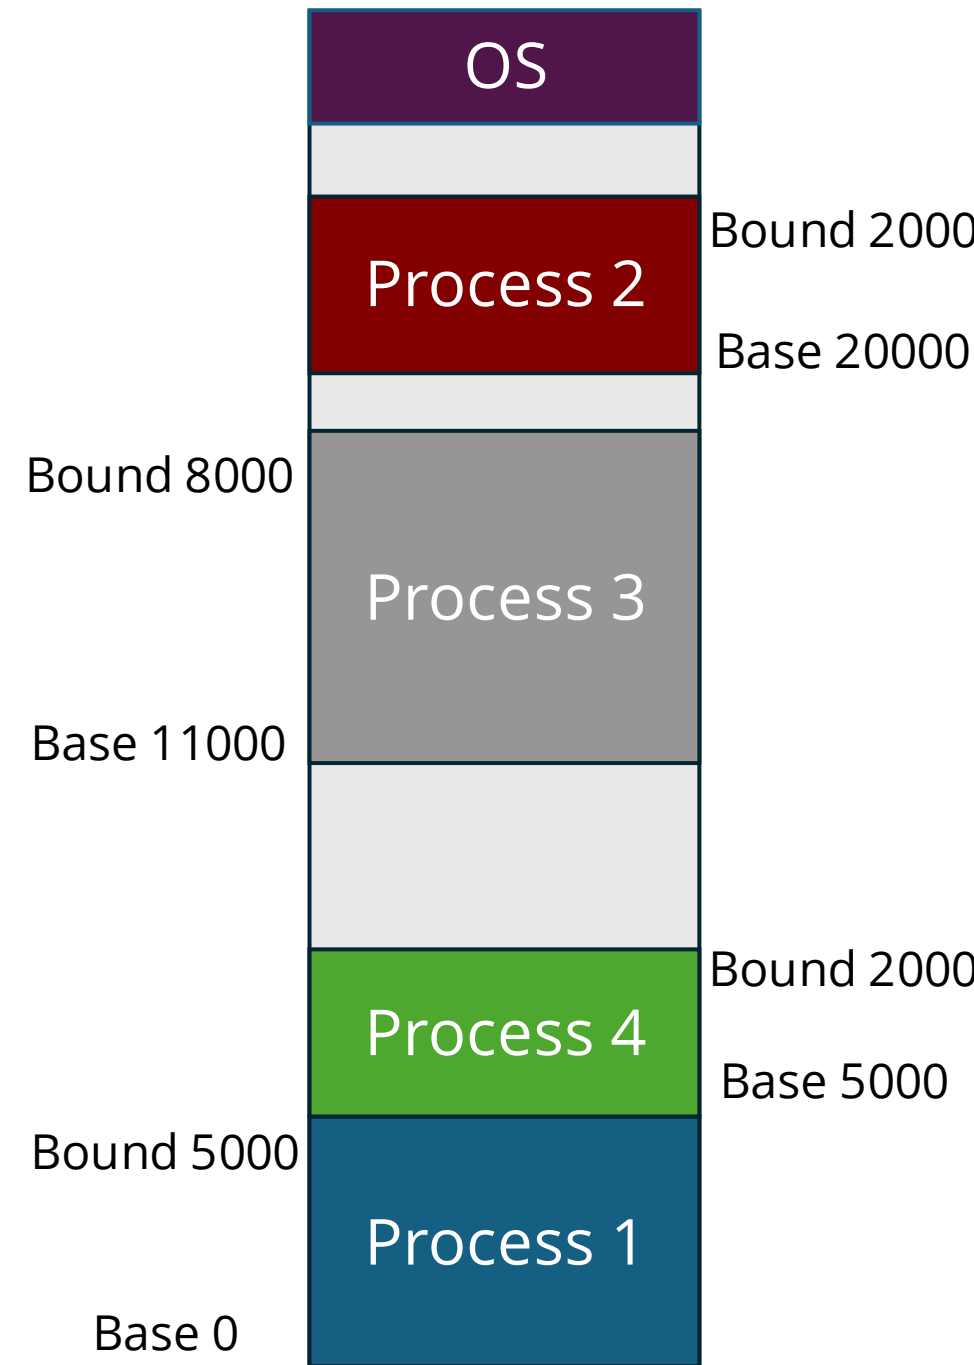 OS
Bound 2000
Process 2
Base 20000
Bound 8000
Process 3
Base 11000
Bound 2000
Process 4
Base 5000
Bound 5000
Process 1
Base 0